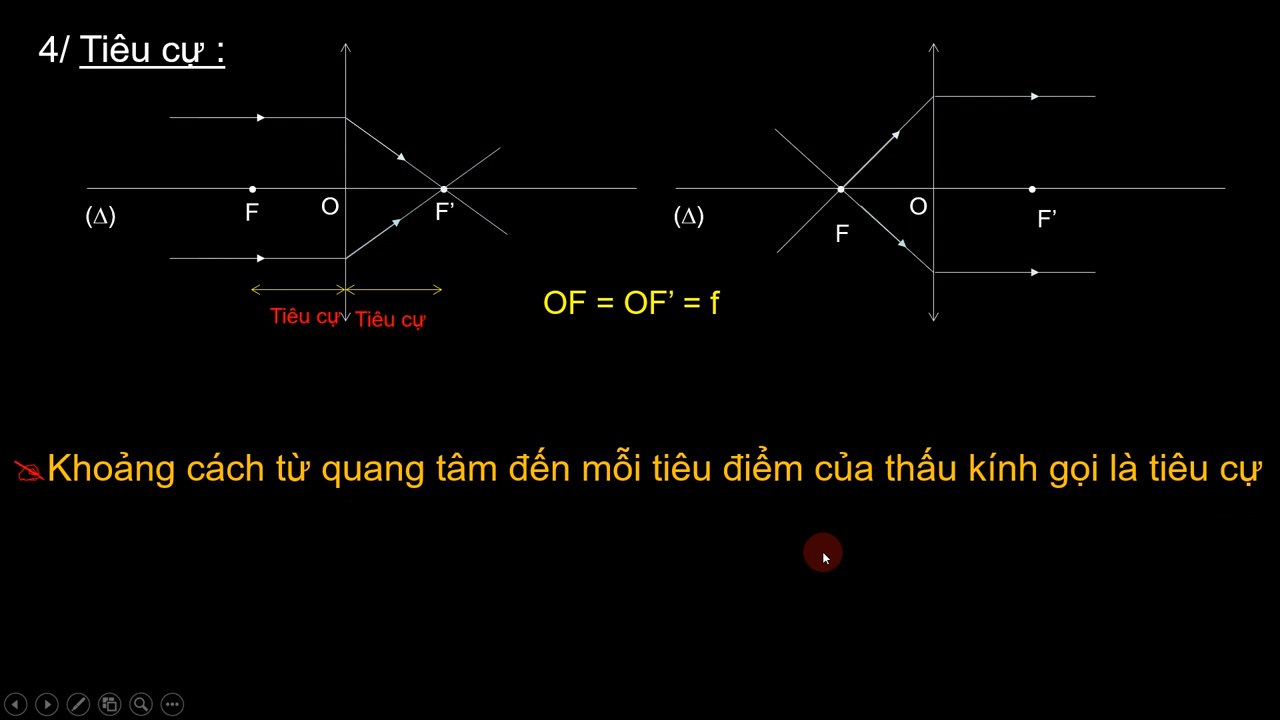 4/ Tiêu cự :
(Δ)
F
O
F’
Tiêu cự
Tiêu cự
OF = OF’ = f
(Δ)
F
O
F’
Khoảng cách từ quang tâm đến mỗi tiêu điểm của thấu kính gọi là tiêu cự